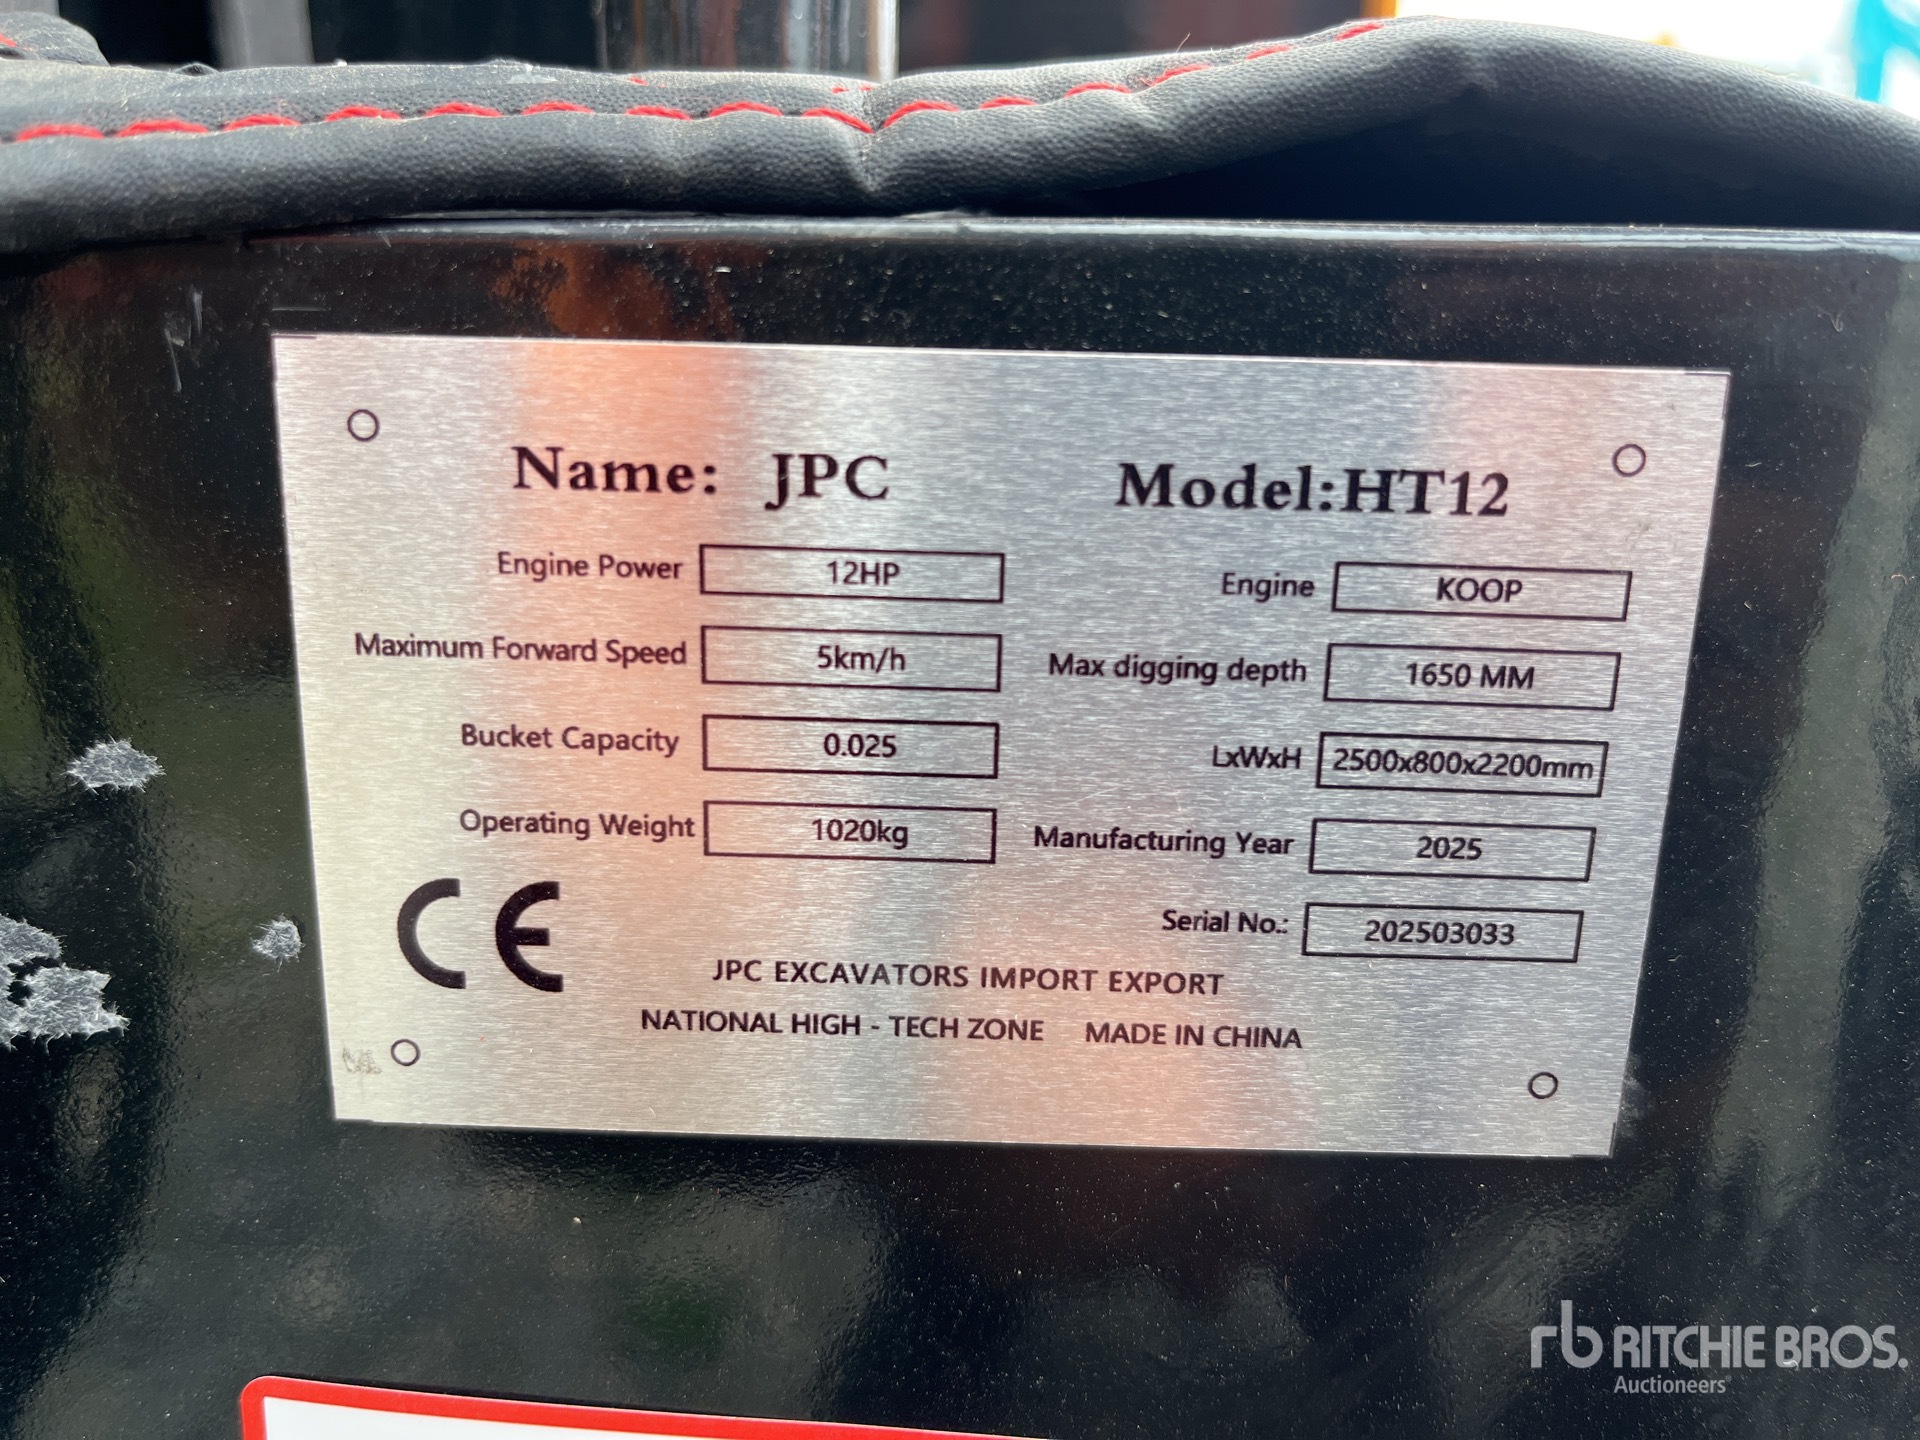 Name: JPC Model:HT12
Engine Power 12HP Engine KOOP
Maximum Forward Speed 5km/h Max digging depth 1650 MM
Bucket Capacity 0.025 LxWxH 2500x800x2200mm
Operating Weight 1020kg Manufacturing Year 2025
Serial No.: 202503033
CE
JPC EXCAVATORS IMPORT EXPORT
NATIONAL HIGH - TECH ZONE MADE IN CHINA
rb RITCHIE BROS.
Auctioneers